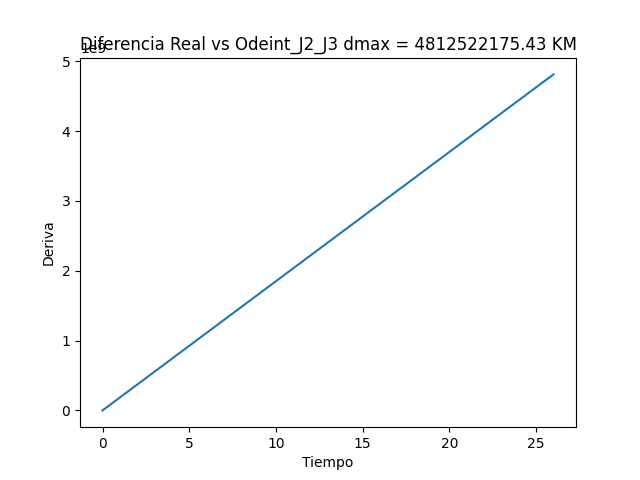 Diferencia Real vs Odeint_J2_J3 dmax = 4812522175.43 KM
1e9
5
4
3
2
1
0
Deriva
0 5 10 15 20 25
Tiempo